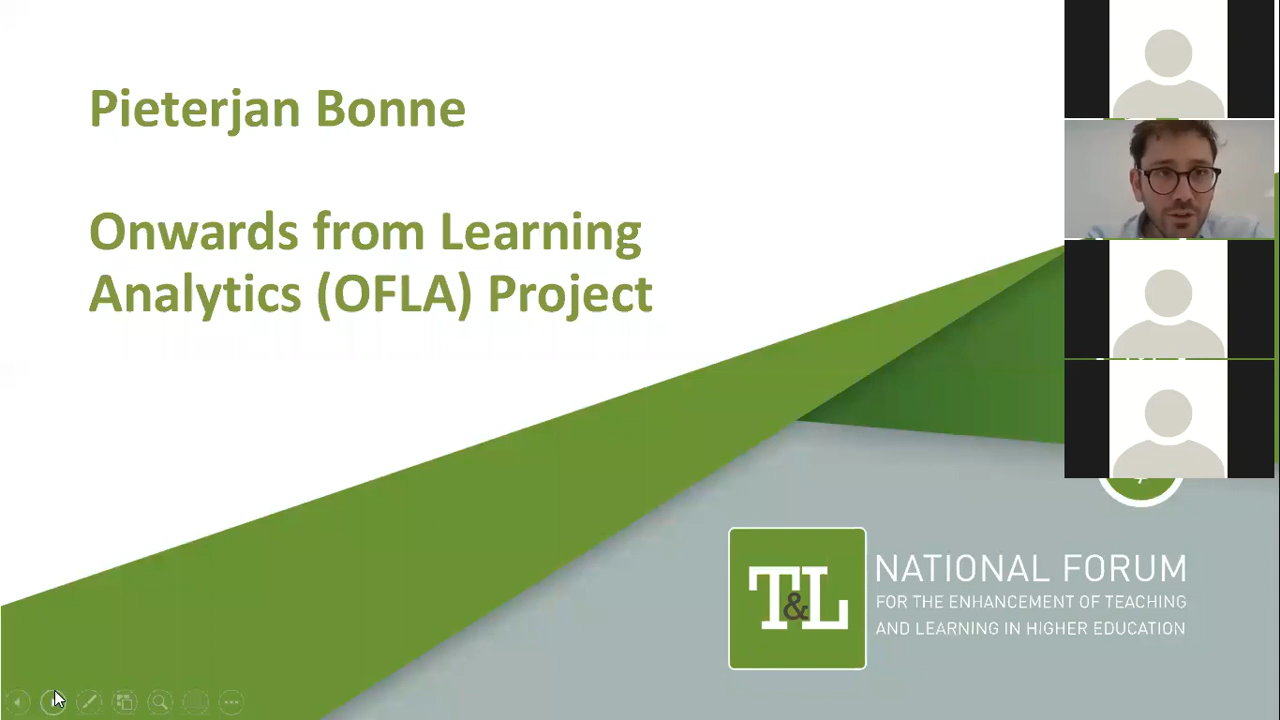 Pieterjan Bonne
Onwards from Learning
Analytics (OFLA) Project
T&L
NATIONAL FORUM
FOR THE ENHANCEMENT OF TEACHING
AND LEARNING IN HIGHER EDUCATION